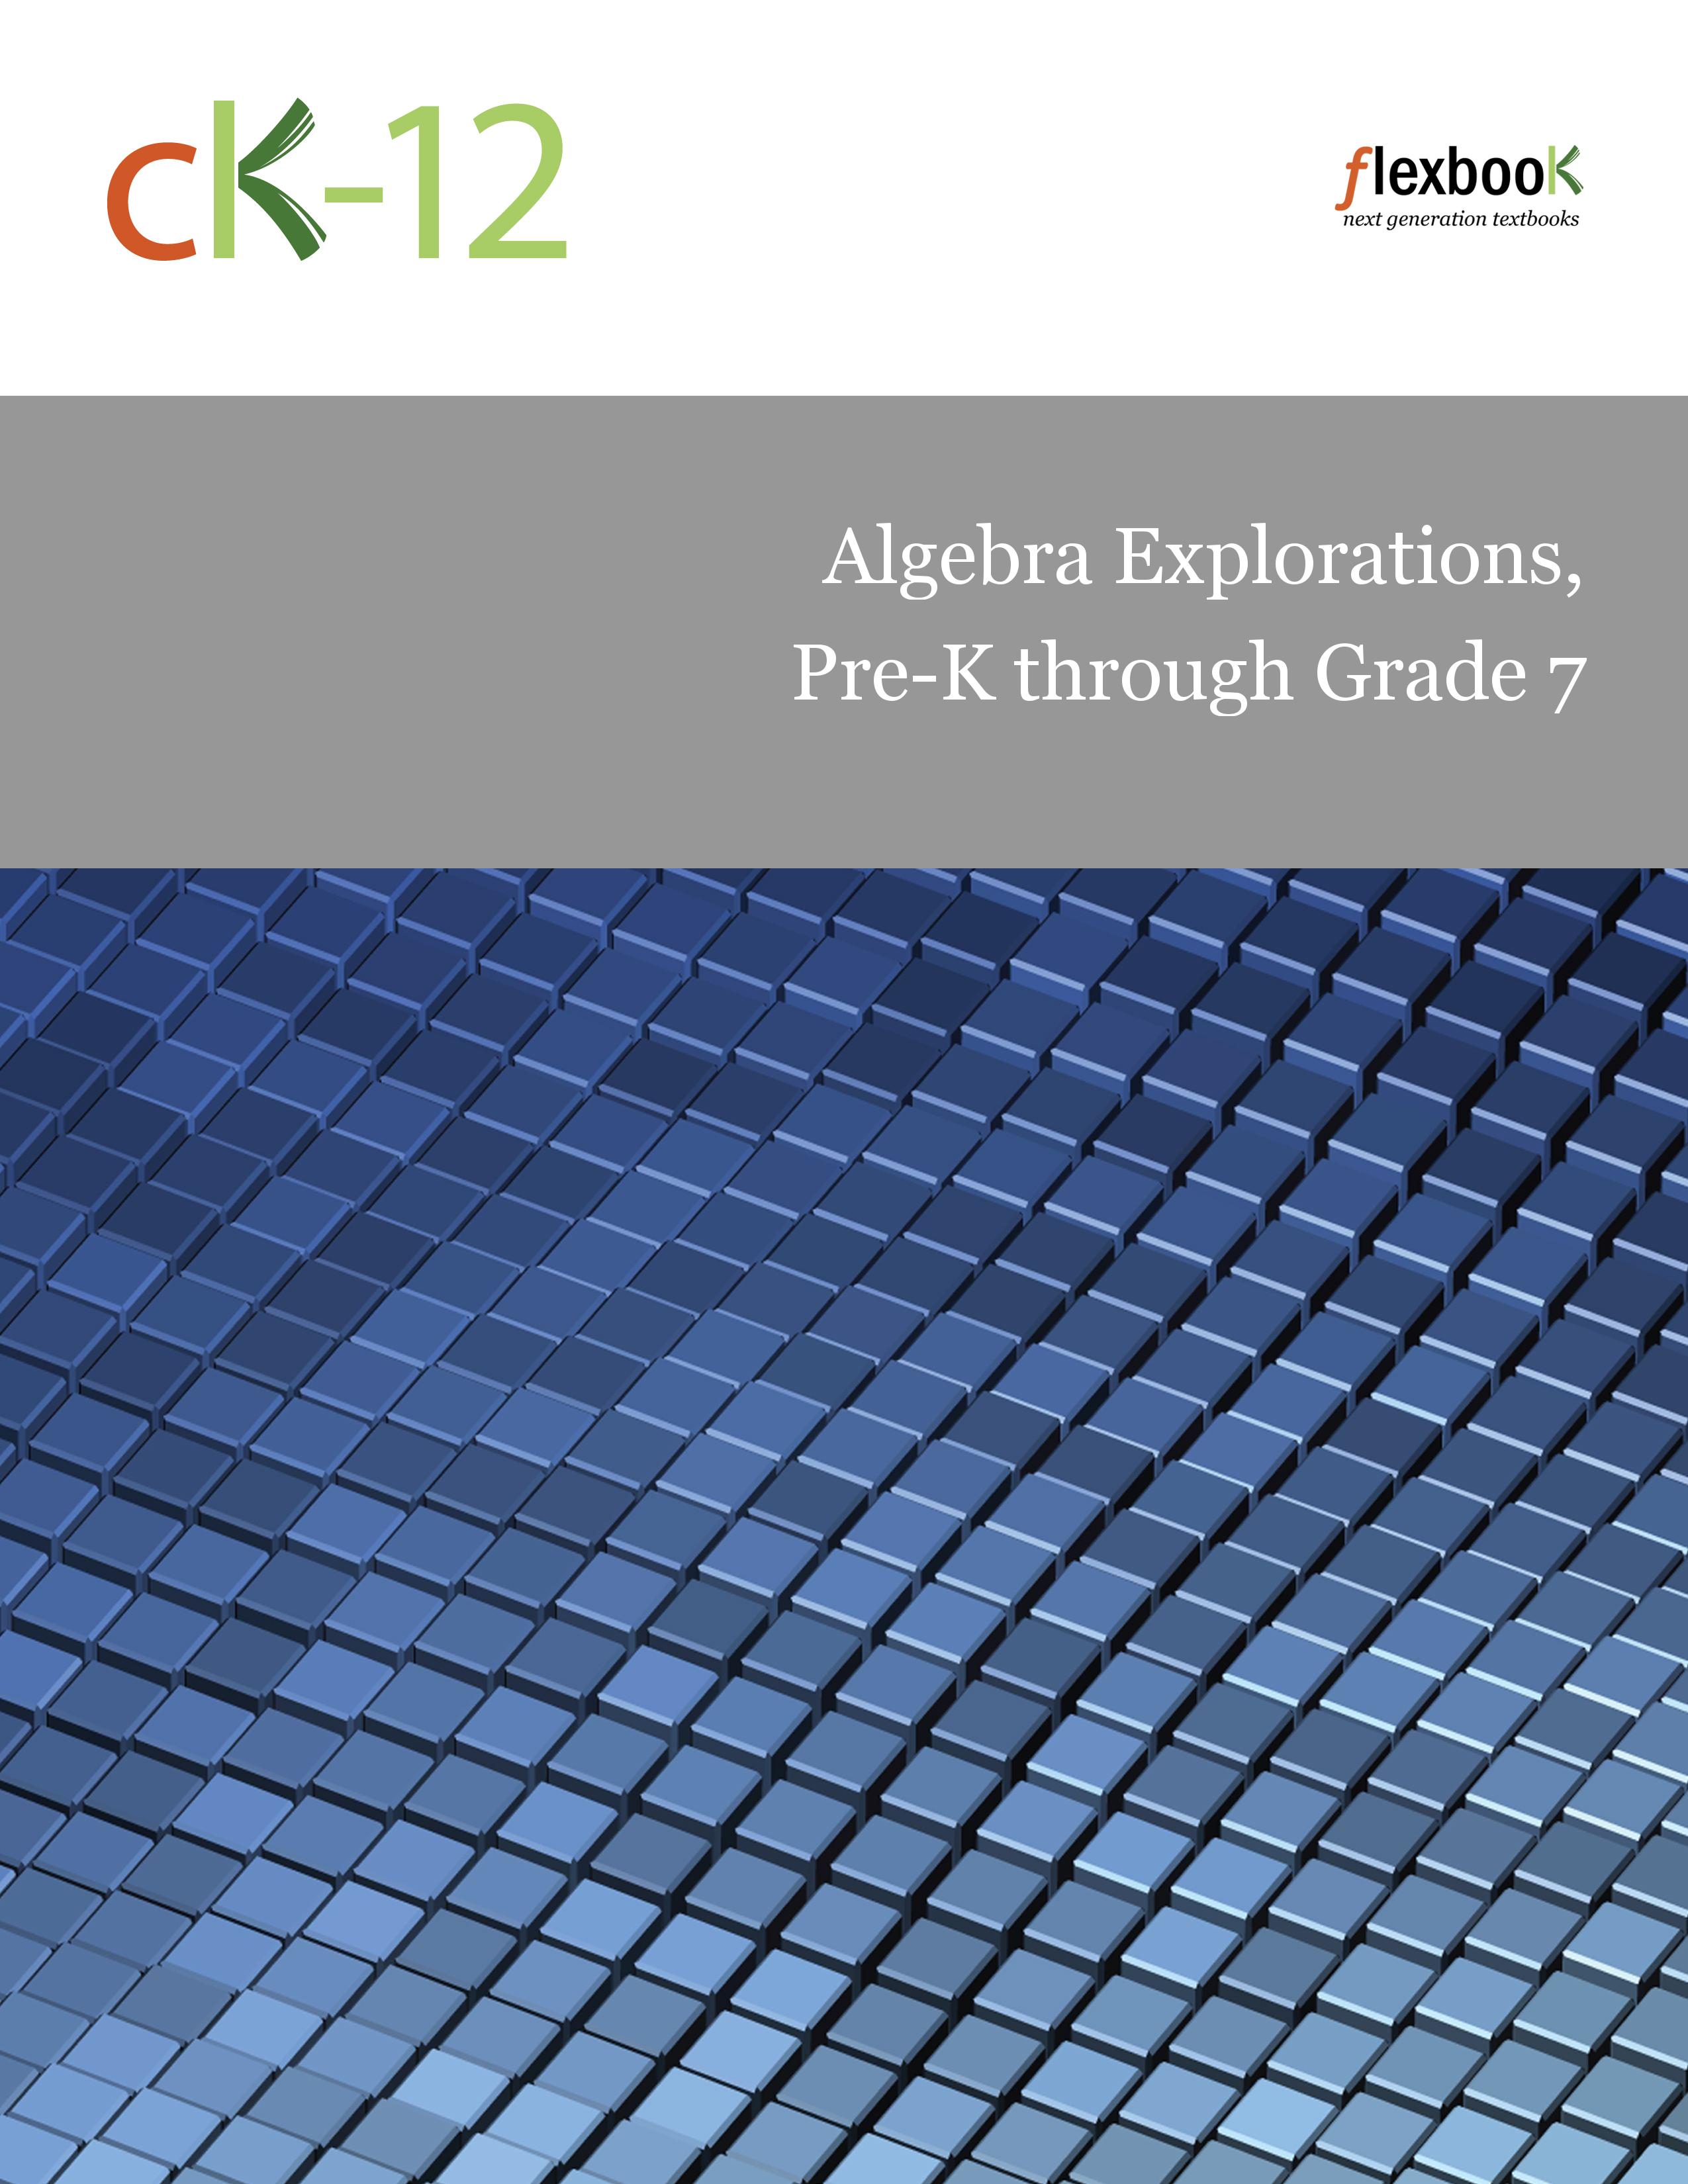 cK-12
flexbook
next generation textbooks
Algebra Explorations,
Pre-K through Grade 7